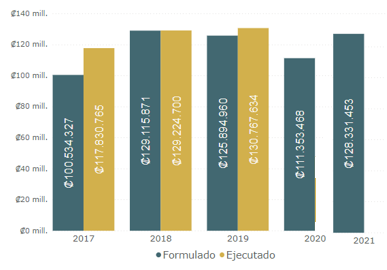 ₡140 mill.
₡120 mill.
₡100 mill.
₡80 mill.
₡60 mill.
₡40 mill.
₡20 mill.
₡0 mill.
₡100.534.327
₡117.830.765
₡129.115.871
₡129.224.700
₡125.894.960
₡130.767.634
₡111.353.468
₡128.331.453
2017
2018
2019
2020
2021
Formulado
Ejecutado